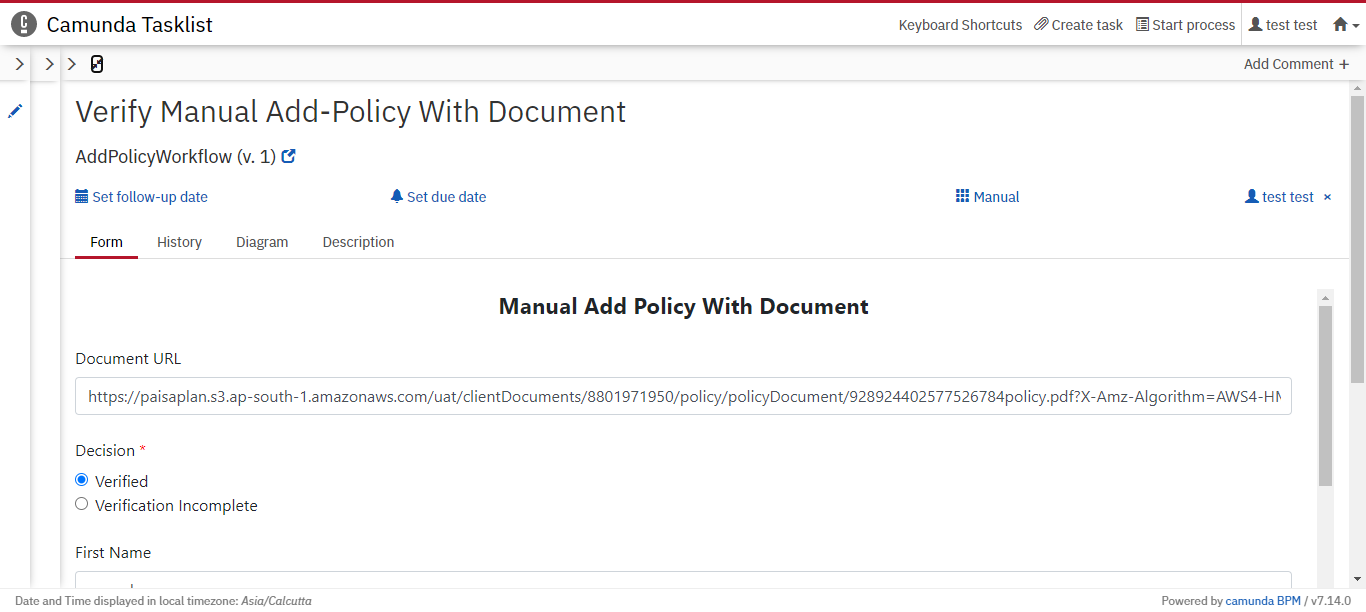 Camunda Tasklist
Keyboard Shortcuts Create task Start process test test
Add Comment +
Verify Manual Add-Policy With Document
AddPolicyWorkflow (v. 1)
Set follow-up date Set due date Manual test test ×
Form History Diagram Description
Manual Add Policy With Document
Document URL
https://paisaplan.s3.ap-south-1.amazonaws.com/uat/clientDocuments/8801971950/policy/policyDocument/928924402577526784policy.pdf?X-Amz-Algorithm=AWS4-HM
Decision *
Verified
Verification Incomplete
First Name
Date and Time displayed in local timezone: Asia/Calcutta
Powered by camunda BPM / v7.14.0